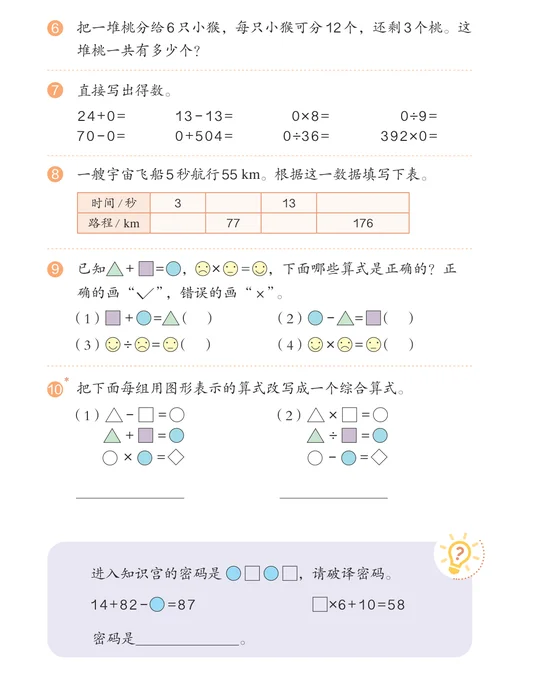 6 把一堆桃分给6只小猴，每只小猴可分12个，还剩3个桃。这
堆桃一共有多少个？
7 直接写出得数。
24+0= 13-13= 0×8= 0÷9=
70-0= 0+504= 0÷36= 392×0=
8 一艘宇宙飞船5秒航行55 km。根据这一数据填写下表。
时间/秒 3 13
路程/km 77 176
9 已知△+□=○，☹×😐=☺，下面哪些算式是正确的？正
确的画“✓”，错误的画“×”。
（1）□+○=△( ) （2）○-△=□( )
（3）☺÷☹=😐( ) （4）☺×☹=😐( )
10* 把下面每组用图形表示的算式改写成一个综合算式。
（1）△-□=○ （2）△×□=○
△+□=○ △÷□=○
○×○=◇ ○-○=◇
进入知识宫的密码是○□○□，请破译密码。
14+82-○=87 □×6+10=58
密码是________。